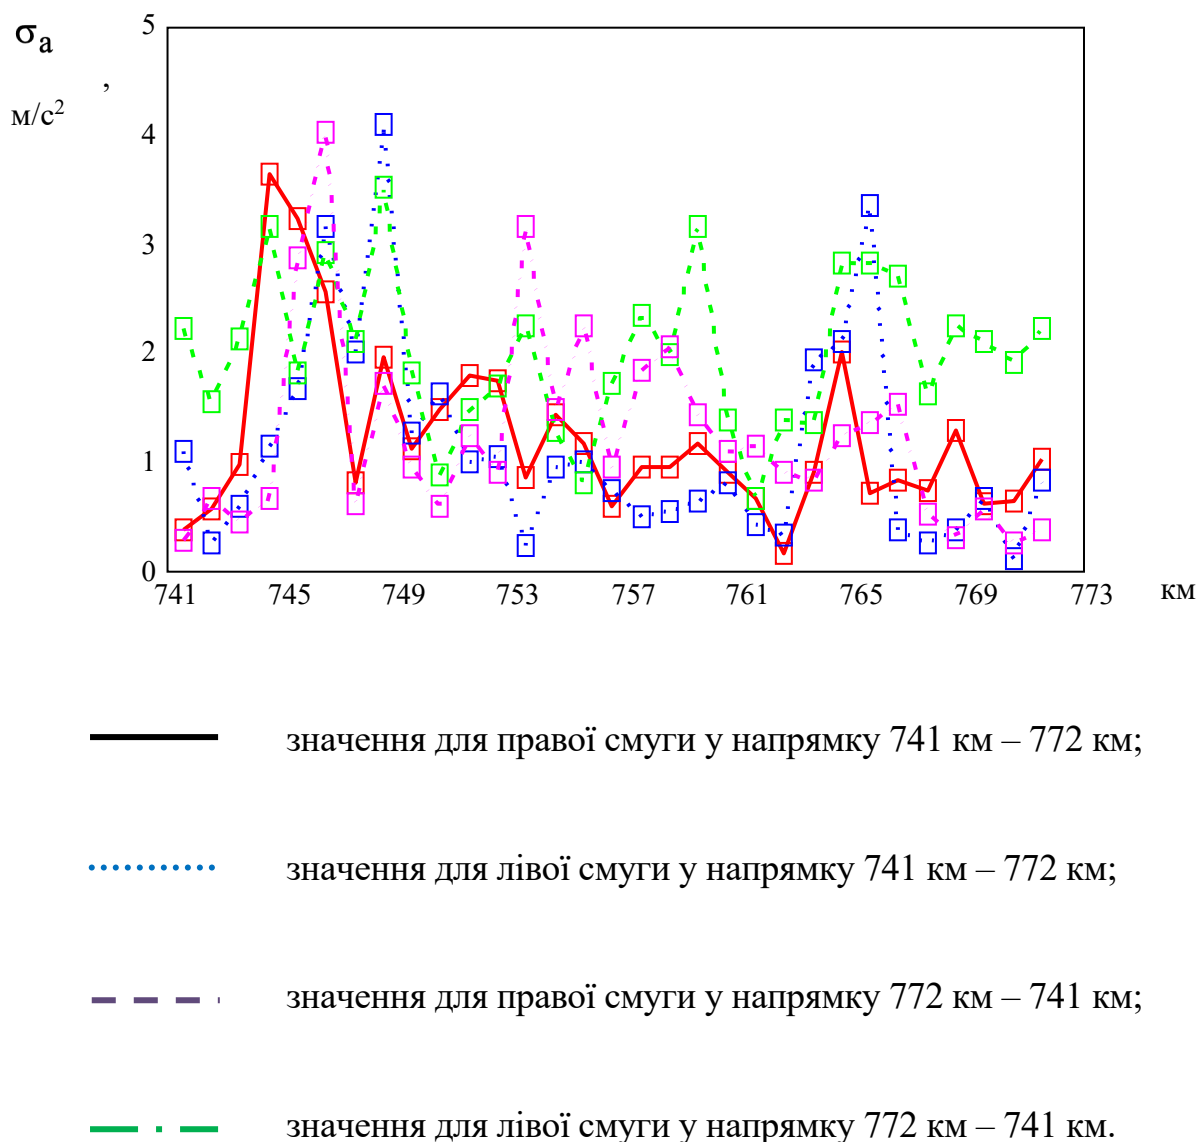 5
σa
,
м/с2
4
3
2
1
0
741 745 749 753 757 761 765 769 773 км
значення для правої смуги у напрямку 741 км – 772 км;
значення для лівої смуги у напрямку 741 км – 772 км;
значення для правої смуги у напрямку 772 км – 741 км;
значення для лівої смуги у напрямку 772 км – 741 км.